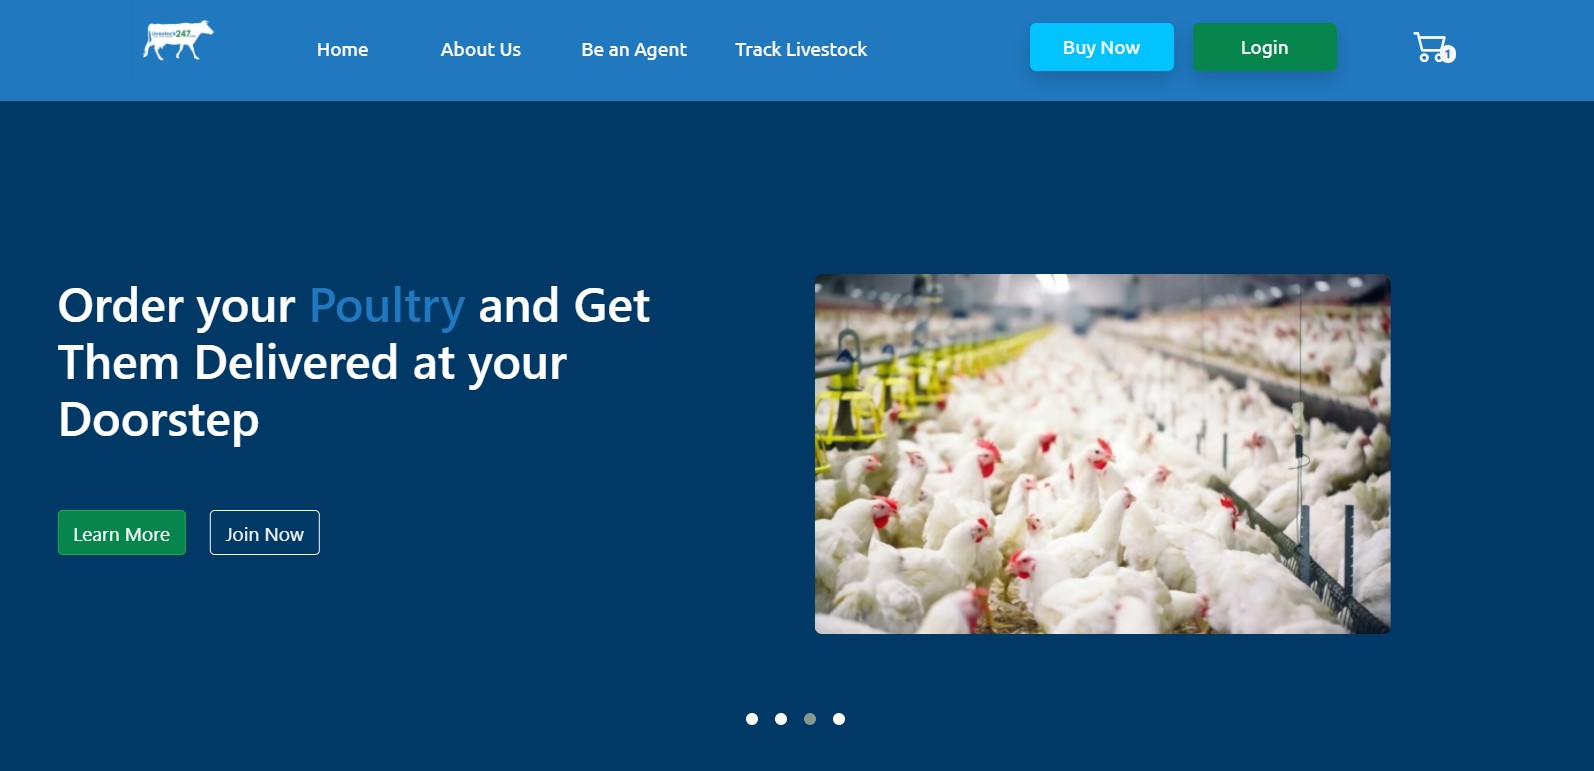 Livestock247
Home
About Us
Be an Agent
Track Livestock
Buy Now
Login
1
Order your Poultry and Get
Them Delivered at your
Doorstep
Learn More
Join Now